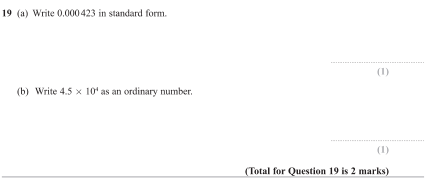 19 (a) Write 0.000 423 in standard form.
(1)
(b) Write 4.5 × 10⁴ as an ordinary number.
(1)
(Total for Question 19 is 2 marks)